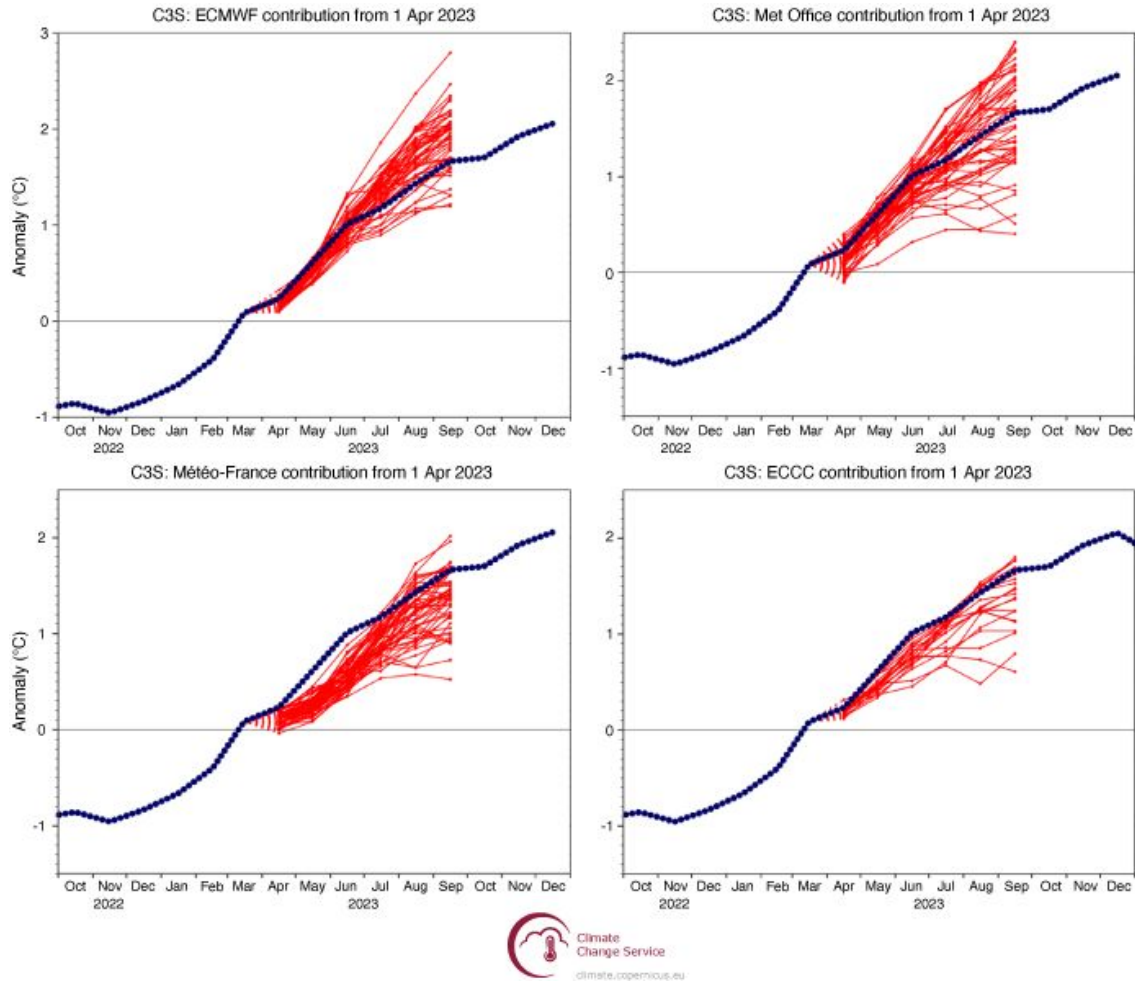 C3S: ECMWF contribution from 1 Apr 2023
C3S: Met Office contribution from 1 Apr 2023
Anomaly (°C)
3
2
1
0
-1
2
1
0
-1
Oct Nov Dec Jan Feb Mar Apr May Jun Jul Aug Sep Oct Nov Dec
2022 2023
Oct Nov Dec Jan Feb Mar Apr May Jun Jul Aug Sep Oct Nov Dec
2022 2023
C3S: Météo-France contribution from 1 Apr 2023
C3S: ECCC contribution from 1 Apr 2023
Anomaly (°C)
2
1
0
-1
2
1
0
-1
Oct Nov Dec Jan Feb Mar Apr May Jun Jul Aug Sep Oct Nov Dec
2022 2023
Oct Nov Dec Jan Feb Mar Apr May Jun Jul Aug Sep Oct Nov Dec
2022 2023
Climate
Change Service
climate.copernicus.eu